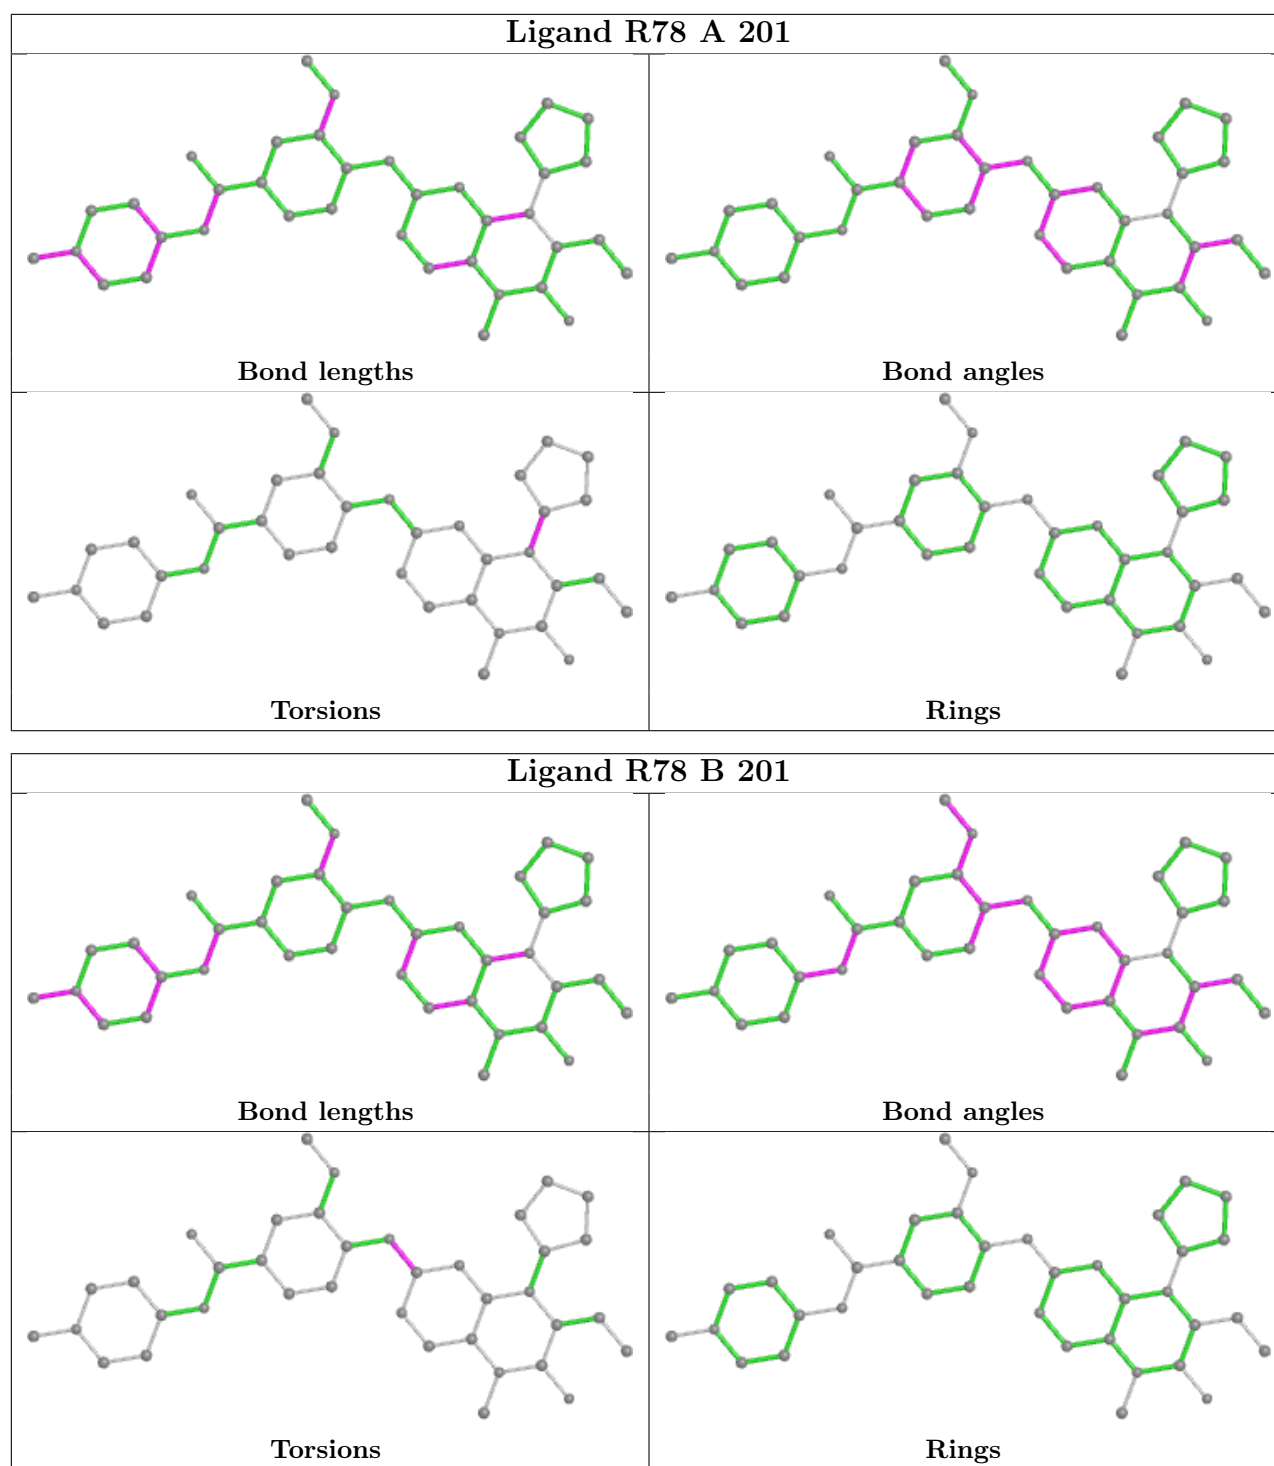 Ligand R78 A 201
Bond lengths
Bond angles
Torsions
Rings
Ligand R78 B 201
Bond lengths
Bond angles
Torsions
Rings